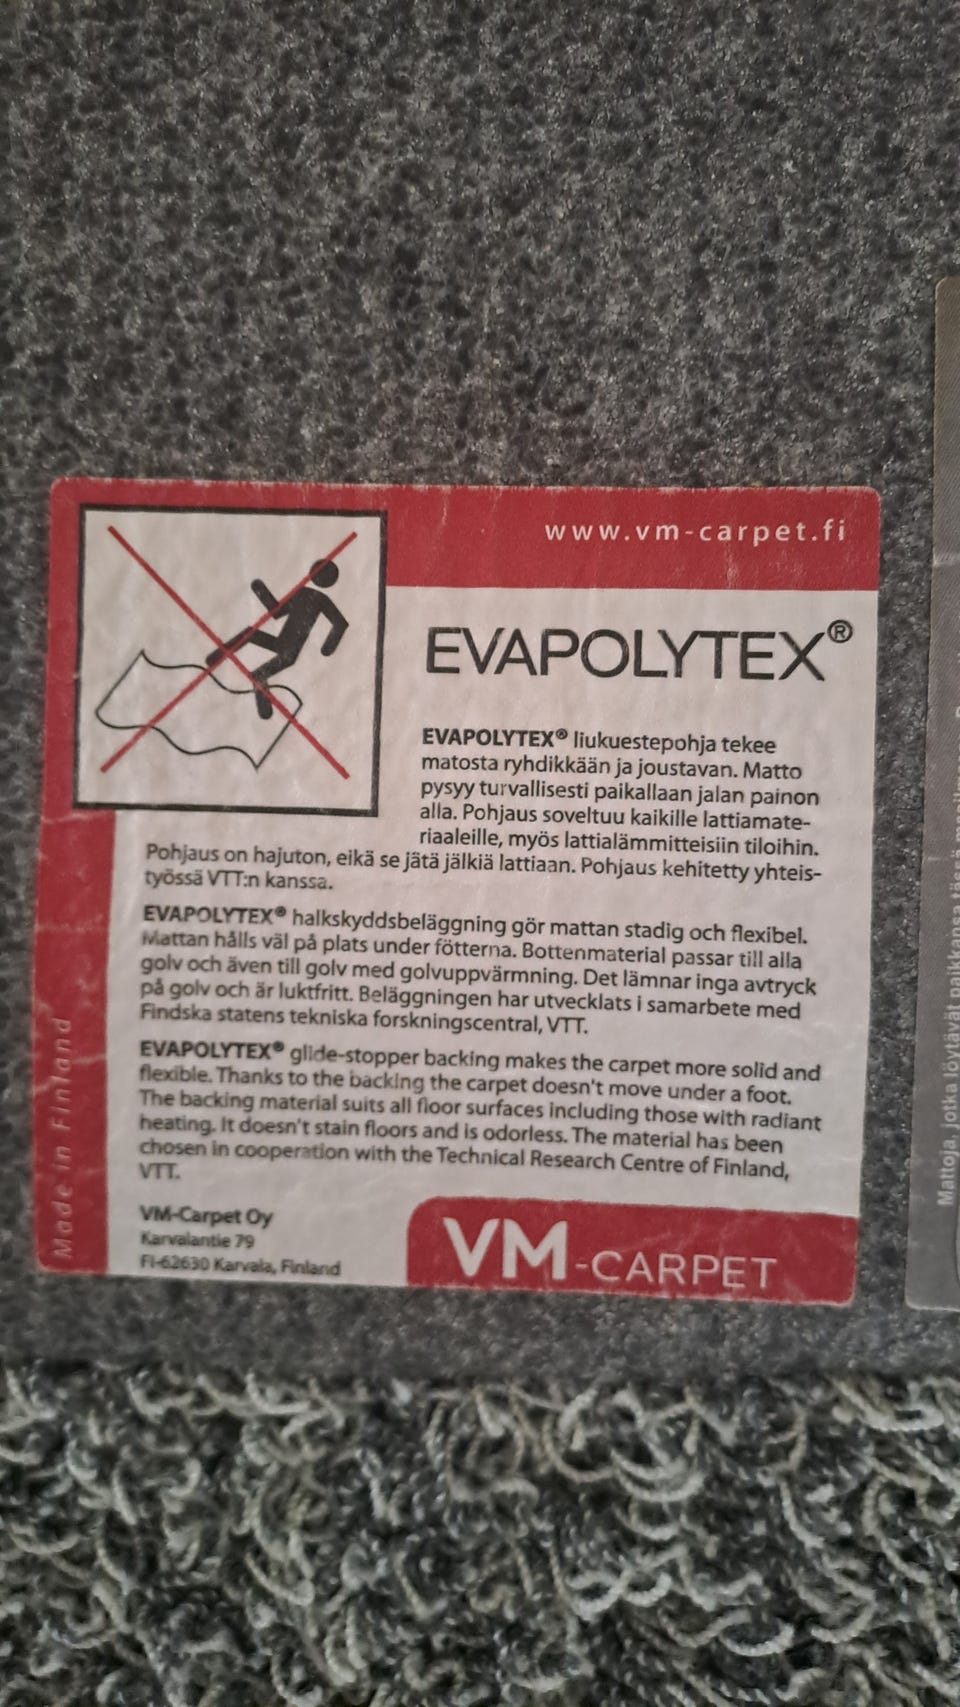 www.vm-carpet.fi
EVAPOLYTEX®
EVAPOLYTEX® liukuestepohja tekee
matosta ryhdikkään ja joustavan. Matto
pysyy turvallisesti paikallaan jalan painon
alla. Pohjaus soveltuu kaikille lattiamate-
riaaleille, myös lattialämmitteisiin tiloihin.
Pohjaus on hajuton, eikä se jätä jälkiä lattiaan. Pohjaus kehitetty yhteis-
työssä VTT:n kanssa.
EVAPOLYTEX® halkskyddsbeläggning gör mattan stadig och flexibel.
Mattan hålls väl på plats under fötterna. Bottenmaterial passar till alla
golv och även till golv med golvuppvärmning. Det lämnar inga avtryck
på golv och är luktfritt. Beläggningen har utvecklats i samarbete med
Findska statens tekniska forskningscentral, VTT.
EVAPOLYTEX® glide-stopper backing makes the carpet more solid and
flexible. Thanks to the backing the carpet doesn't move under a foot.
The backing material suits all floor surfaces including those with radiant
heating. It doesn't stain floors and is odorless. The material has been
chosen in cooperation with the Technical Research Centre of Finland,
VTT.
VM-Carpet Oy
Karvalantie 79
FI-62630 Karvala, Finland
VM-CARPET
Made in Finland
Mattoja, jotka löytävät paikkansa